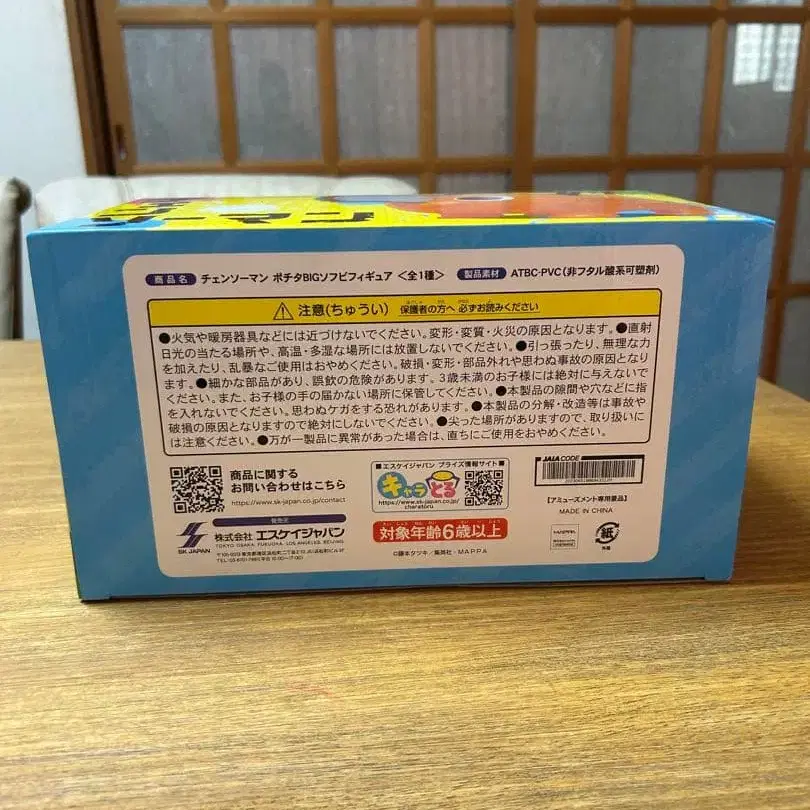 ソーマン
商品名 チェンソーマン ポチタBIGソフビフィギュア <全1種> 製品素材 ATBC-PVC(非フタル酸系可塑剤)
注意(ちゅうい) 保護者の方へ 必ずお読みください
●火気や暖房器具などには近づけないでください。変形・変質・火災の原因となります。●直射
日光の当たる場所や、高温・多湿な場所には放置しないでください。●引っ張ったり、無理な力
を加えたり、乱暴なご使用はおやめください。破損・変形・部品外れや思わぬ事故の原因となり
ます。●細かな部品があり、誤飲の危険があります。3歳未満のお子様には絶対に与えないで
ください。また、お子様の手の届かない場所に保管してください。●本製品の隙間や穴などに指
を入れないでください。思わぬケガをする恐れがあります。●本製品の分解・改造等は事故や
破損の原因となりますので絶対にしないでください。●尖った場所がありますので、取り扱いに
は注意ください。●万が一製品に異常があった場合は、直ちにご使用をおやめください。
商品に関する
お問い合わせはこちら
https://www.sk-japan.co.jp/contact
■エスケイジャパン プライズ情報サイト■
キャラとる
https://www.sk-japan.co.jp/
charatoru
JAIA CODE
【アミューズメント専用景品】
MADE IN CHINA
発売元
SK JAPAN
株式会社 エスケイジャパン
TOKYO, OSAKA, FUKUOKA, LOS ANGELES, BEIJING
対象年齢6歳以上
©藤本タツキ/集英社・MAPPA
MAPPA
紙
外箱